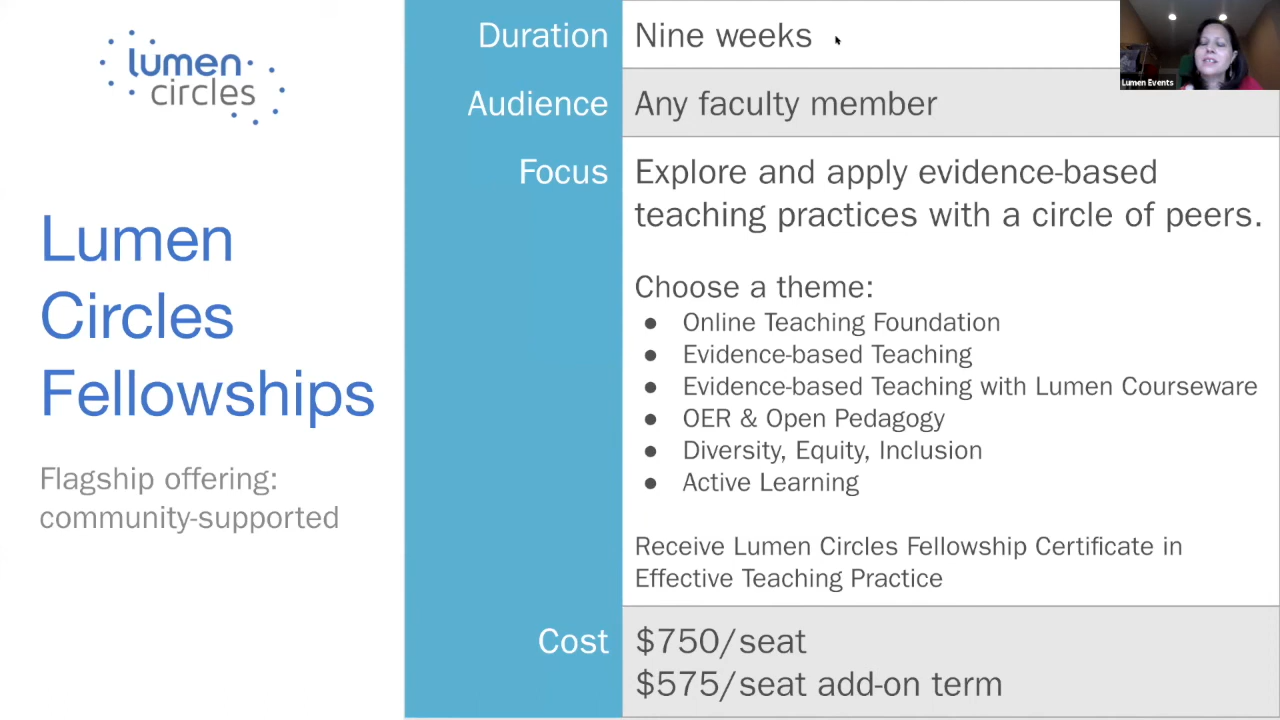 lumen
circles
Lumen
Circles
Fellowships
Flagship offering:
community-supported
Duration
Nine weeks
Audience
Any faculty member
Focus
Explore and apply evidence-based
teaching practices with a circle of peers.
Choose a theme:
● Online Teaching Foundation
● Evidence-based Teaching
● Evidence-based Teaching with Lumen Courseware
● OER & Open Pedagogy
● Diversity, Equity, Inclusion
● Active Learning
Receive Lumen Circles Fellowship Certificate in
Effective Teaching Practice
Cost
$750/seat
$575/seat add-on term
Lumen Events